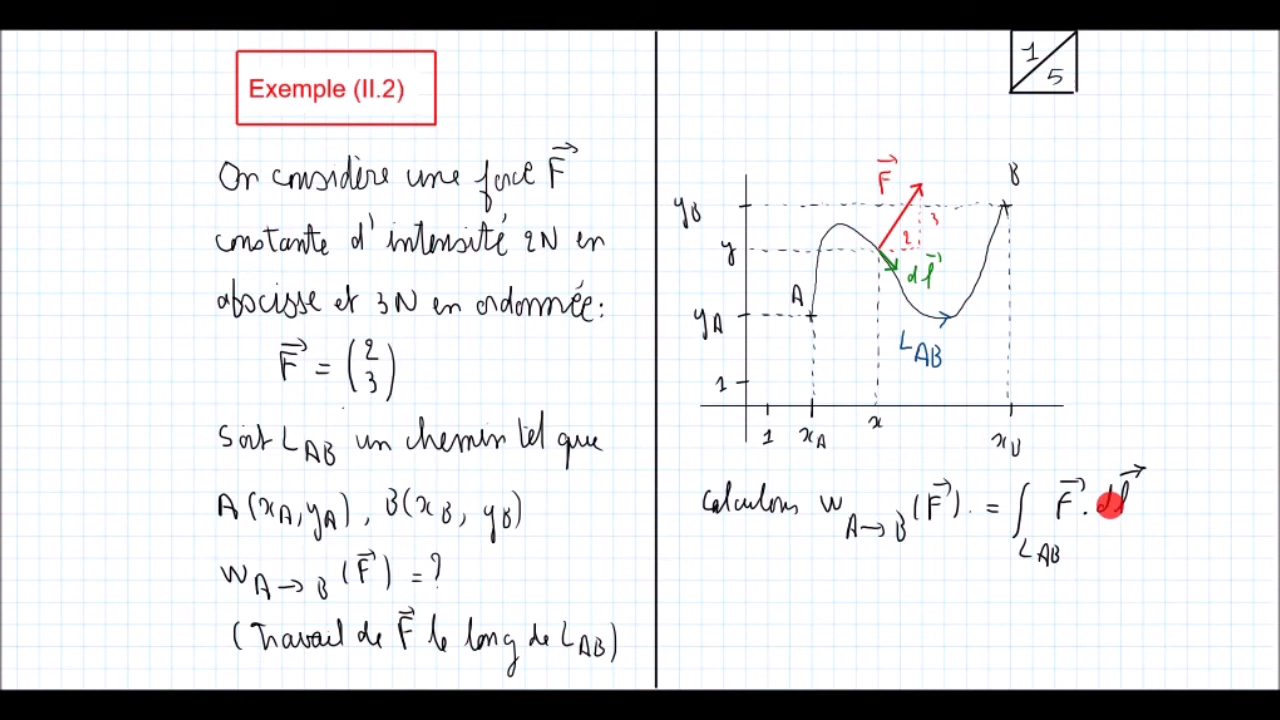 Exemple (II.2)
On considère une force F⃗
constante d'intensité 2N en
abscisse et 3N en ordonnée:
F⃗ = (2
3)
Soit L_AB un chemin tel que
A(x_A, y_A), B(x_B, y_B)
W_A→B (F⃗) = ?
(Travail de F⃗ le long de L_AB)
1/5
F⃗
B
y_B
3
2
y
dl⃗
A
y_A
L_AB
1
1 x_A x x_B
Calculons W_A→B (F⃗). = ∫_L_AB F⃗. dl⃗